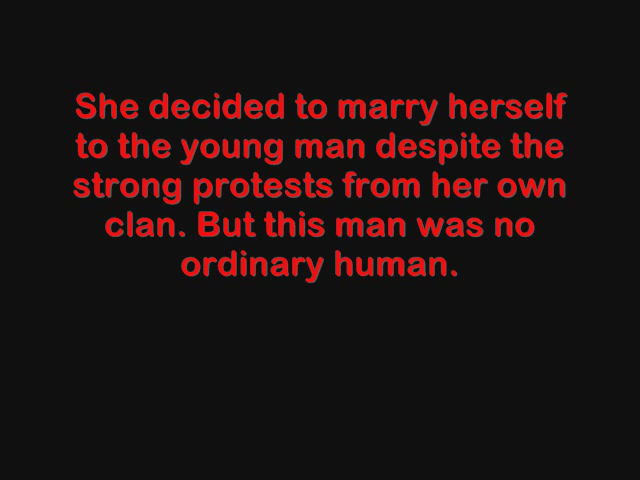 She decided to marry herself
to the young man despite the
strong protests from her own
clan. But this man was no
ordinary human.